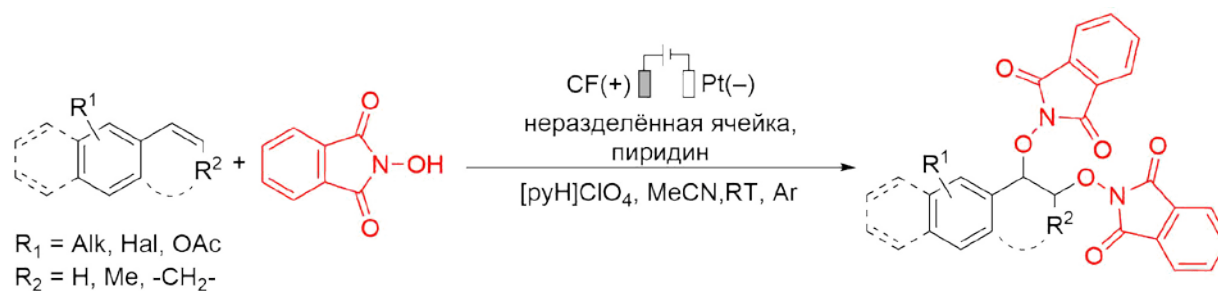 CF(+) Pt(–)
неразделённая ячейка,
пиридин
[pyH]ClO4, MeCN,RT, Ar
R1
R2
+
O
N-OH
O
R1 = Alk, Hal, OAc
R2 = H, Me, -CH2-
O
N
O
O
R1
O
R2
O
N
O